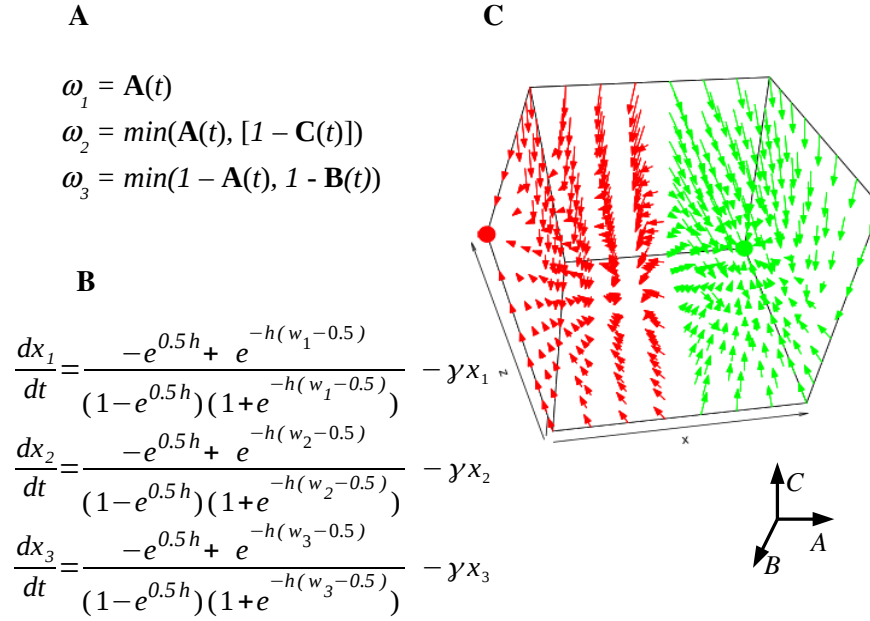 A
ω₁ = A(t)
ω₂ = min(A(t), [1 – C(t)])
ω₃ = min(1 – A(t), 1 - B(t))
B
dx₁/dt = (−e^{0.5h} + e^{−h(w₁−0.5)}) / ((1−e^{0.5h})(1+e^{−h(w₁−0.5)})) − γx₁
dx₂/dt = (−e^{0.5h} + e^{−h(w₂−0.5)}) / ((1−e^{0.5h})(1+e^{−h(w₂−0.5)})) − γx₂
dx₃/dt = (−e^{0.5h} + e^{−h(w₃−0.5)}) / ((1−e^{0.5h})(1+e^{−h(w₃−0.5)})) − γx₃
C
z
x
C
A
B